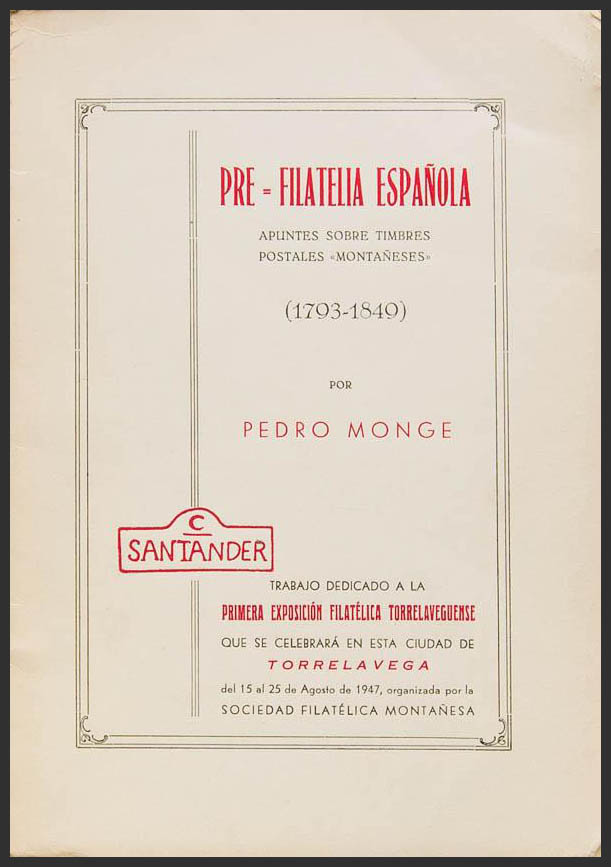 PRE = FILATELIA ESPAÑOLA
APUNTES SOBRE TIMBRES
POSTALES «MONTAÑESES»
(1793-1849)
POR
PEDRO MONGE
C
SANTANDER
TRABAJO DEDICADO A LA
PRIMERA EXPOSICIÓN FILATÉLICA TORRELAVEGUENSE
QUE SE CELEBRARÁ EN ESTA CIUDAD DE
TORRELAVEGA
del 15 al 25 de Agosto de 1947, organizada por la
SOCIEDAD FILATÉLICA MONTAÑESA